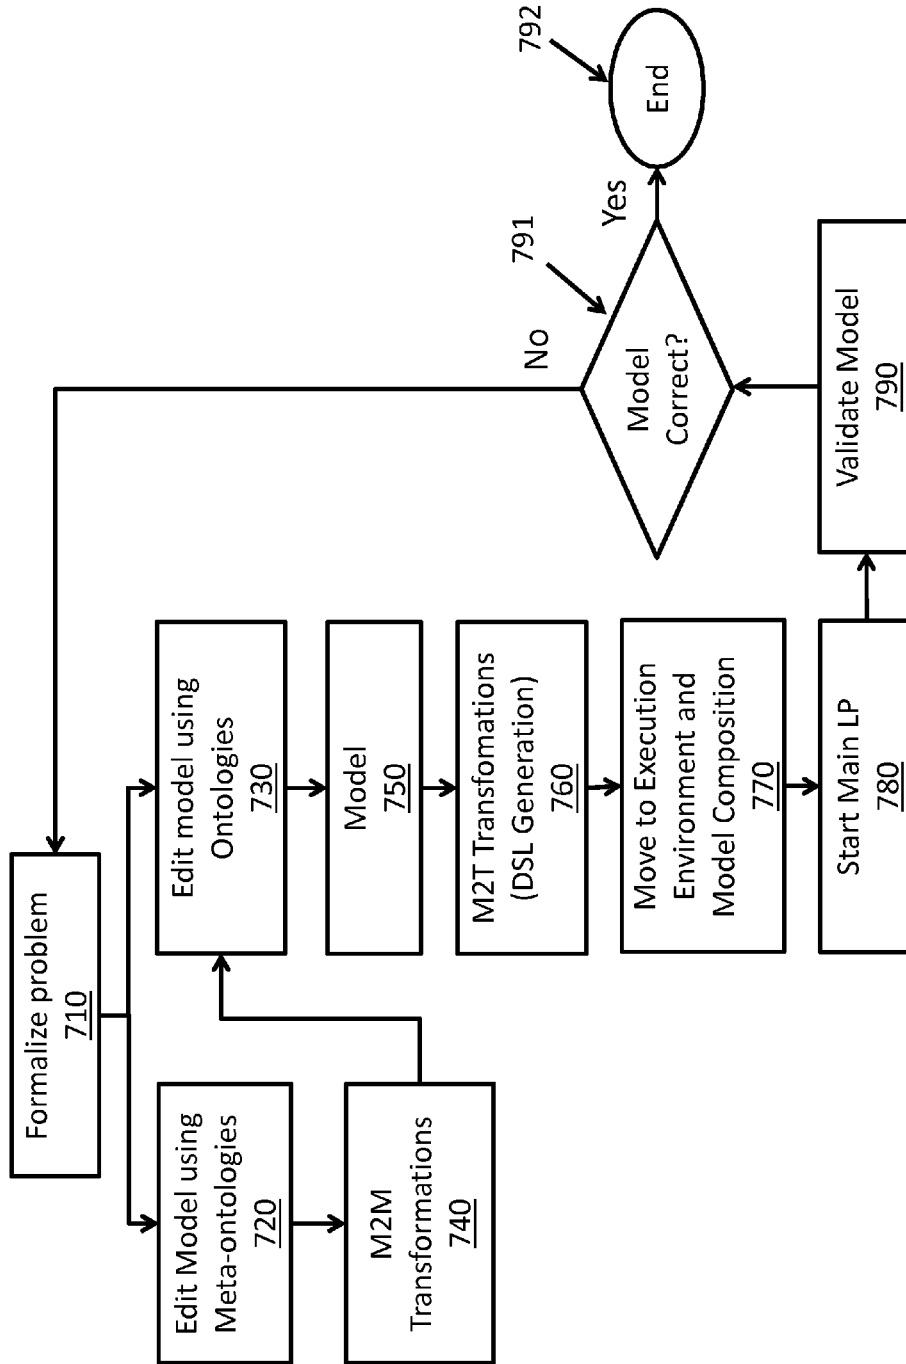 Formalize problem
710
Edit Model using
Meta-ontologies
720
M2M
Transformations
740
Edit model using
Ontologies
730
Model
750
M2T Transfomations
(DSL Generation)
760
Move to Execution
Environment and
Model Composition
770
Start Main LP
780
Validate Model
790
Model
Correct?
791
No
Yes
End
792